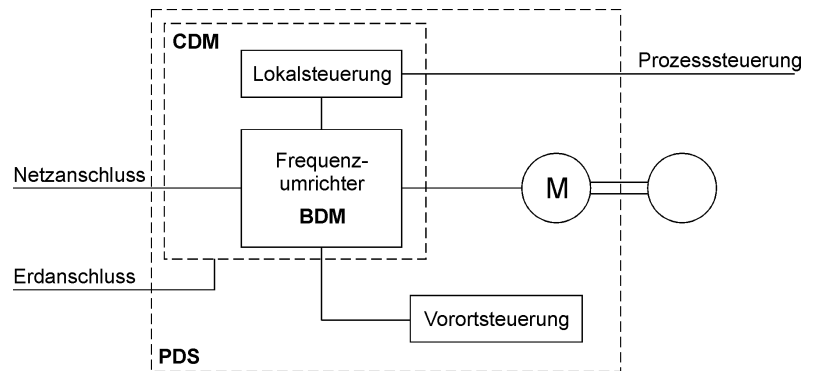 CDM
Lokalsteuerung
Prozesssteuerung
Frequenz-
umrichter
BDM
Netzanschluss
M
Erdanschluss
Vorortsteuerung
PDS